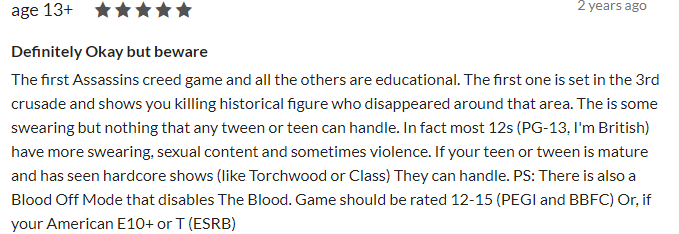 age 13+ ★★★★★ 2 years ago
Definitely Okay but beware
The first Assassins creed game and all the others are educational. The first one is set in the 3rd
crusade and shows you killing historical figure who disappeared around that area. The is some
swearing but nothing that any tween or teen can handle. In fact most 12s (PG-13, I'm British)
have more swearing, sexual content and sometimes violence. If your teen or tween is mature
and has seen hardcore shows (like Torchwood or Class) They can handle. PS: There is also a
Blood Off Mode that disables The Blood. Game should be rated 12-15 (PEGI and BBFC) Or, if
your American E10+ or T (ESRB)